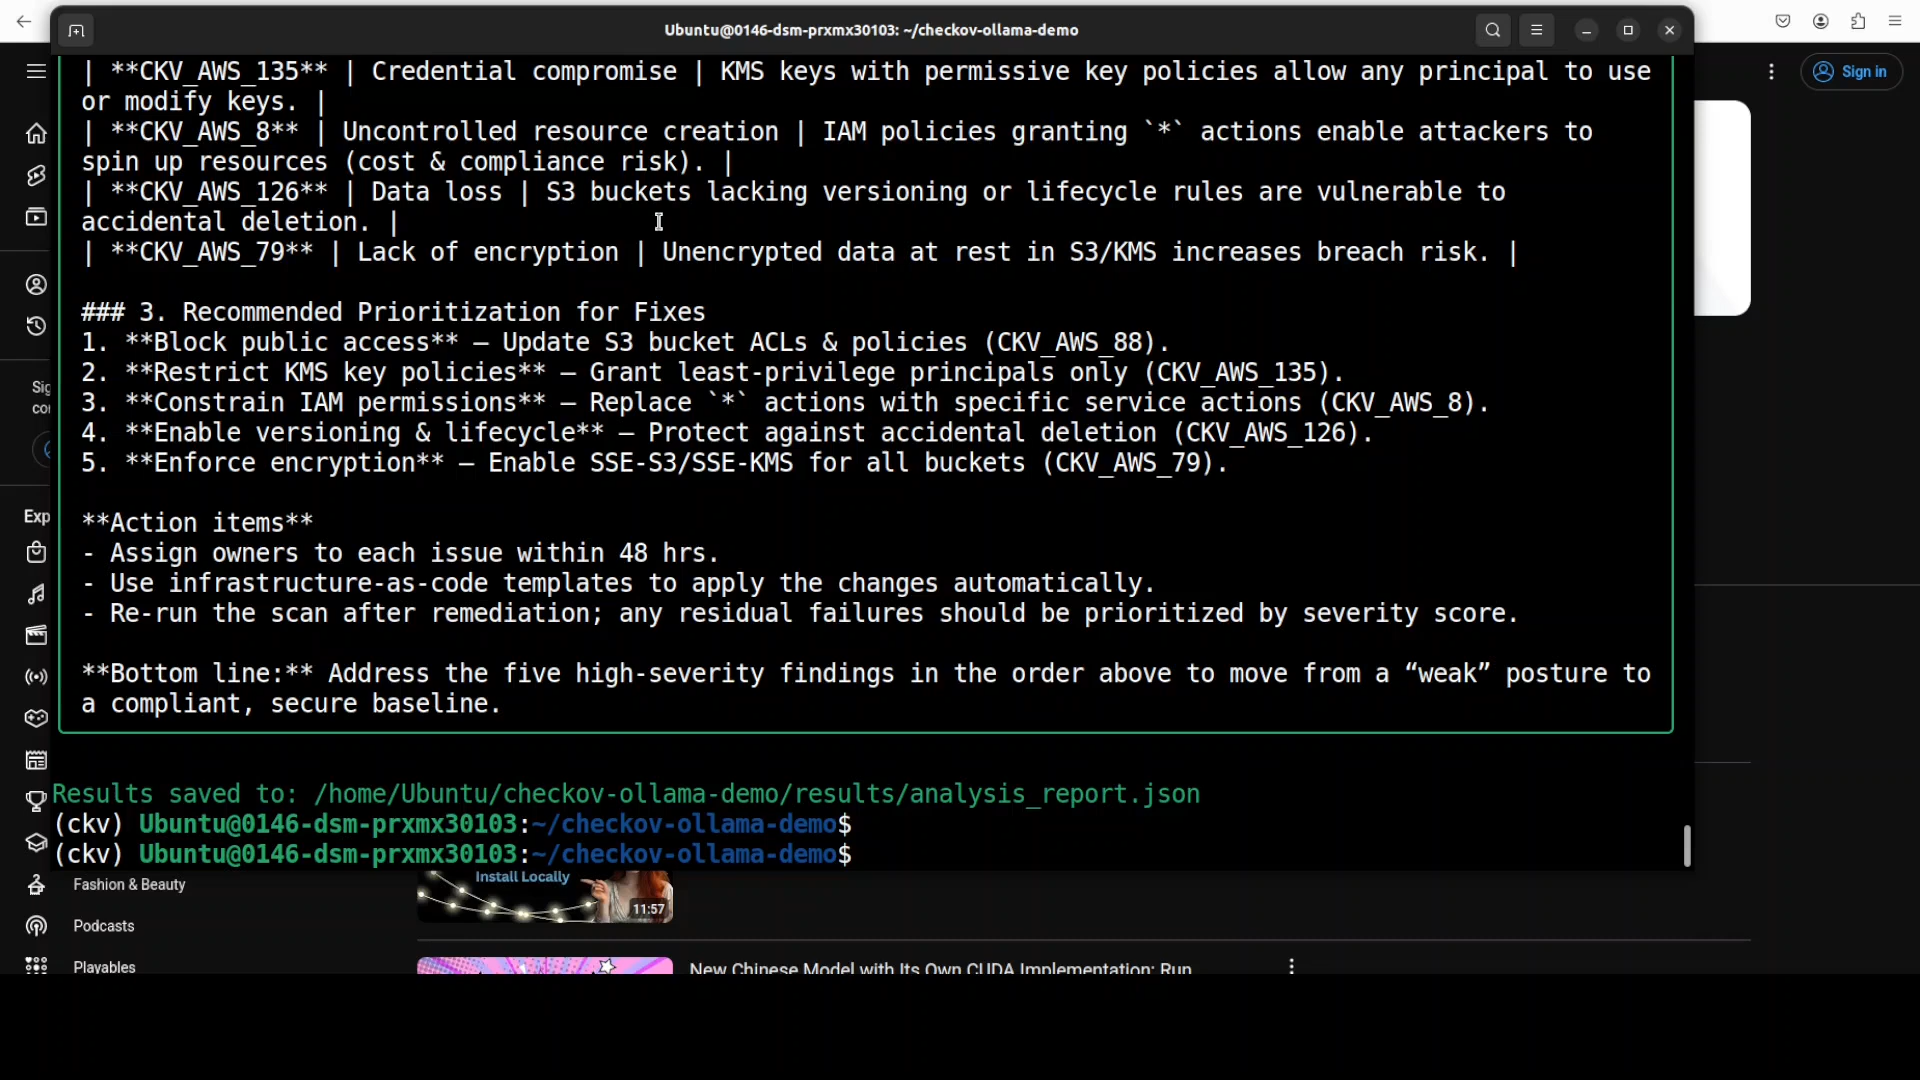 Ubuntu@0146-dsm-prxmx30103: ~/checkov-ollama-demo
Sign in
| **CKV_AWS_135** | Credential compromise | KMS keys with permissive key policies allow any principal to use
or modify keys. |
| **CKV_AWS_8** | Uncontrolled resource creation | IAM policies granting `*` actions enable attackers to
spin up resources (cost & compliance risk). |
| **CKV_AWS_126** | Data loss | S3 buckets lacking versioning or lifecycle rules are vulnerable to
accidental deletion. |
| **CKV_AWS_79** | Lack of encryption | Unencrypted data at rest in S3/KMS increases breach risk. |
### 3. Recommended Prioritization for Fixes
1. **Block public access** – Update S3 bucket ACLs & policies (CKV_AWS_88).
2. **Restrict KMS key policies** – Grant least-privilege principals only (CKV_AWS_135).
3. **Constrain IAM permissions** – Replace `*` actions with specific service actions (CKV_AWS_8).
4. **Enable versioning & lifecycle** – Protect against accidental deletion (CKV_AWS_126).
5. **Enforce encryption** – Enable SSE-S3/SSE-KMS for all buckets (CKV_AWS_79).
**Action items**
- Assign owners to each issue within 48 hrs.
- Use infrastructure-as-code templates to apply the changes automatically.
- Re-run the scan after remediation; any residual failures should be prioritized by severity score.
**Bottom line:** Address the five high-severity findings in the order above to move from a “weak” posture to
a compliant, secure baseline.
Results saved to: /home/Ubuntu/checkov-ollama-demo/results/analysis_report.json
(ckv) Ubuntu@0146-dsm-prxmx30103:~/checkov-ollama-demo$
(ckv) Ubuntu@0146-dsm-prxmx30103:~/checkov-ollama-demo$
Sig
Exp
Fashion & Beauty
Podcasts
Playables
Install Locally
11:57
New Chinese Model with Its Own CUDA Implementation: Run